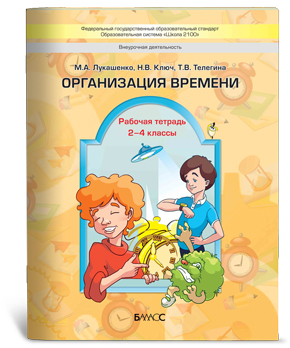 Федеральный государственный образовательный стандарт
Образовательная система «Школа 2100»
Внеурочная деятельность
М.А. Лукашенко, Н.В. Ключ, Т.В. Телегина
ОРГАНИЗАЦИЯ ВРЕМЕНИ
Рабочая тетрадь
2–4 классы
БАЛАСС